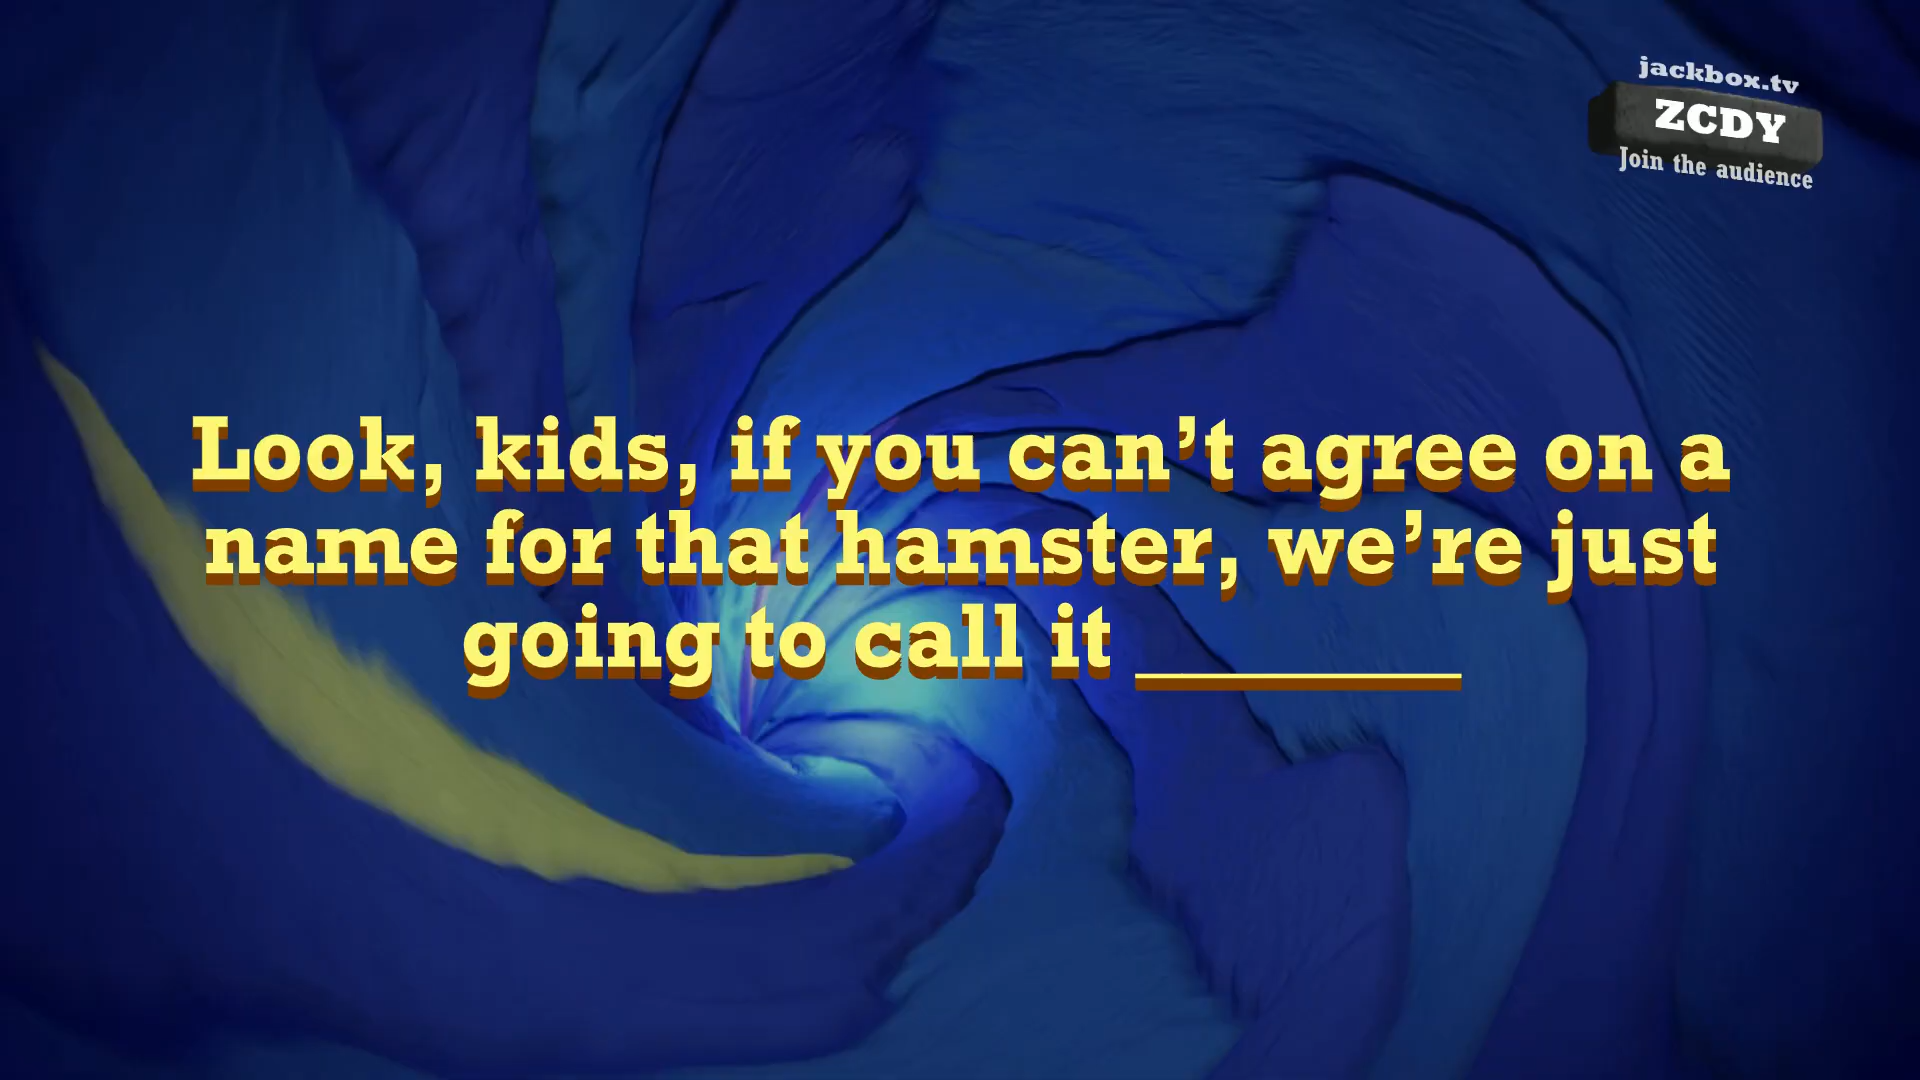 jackbox.tv
ZCDY
Join the audience
Look, kids, if you can’t agree on a
name for that hamster, we’re just
going to call it ______